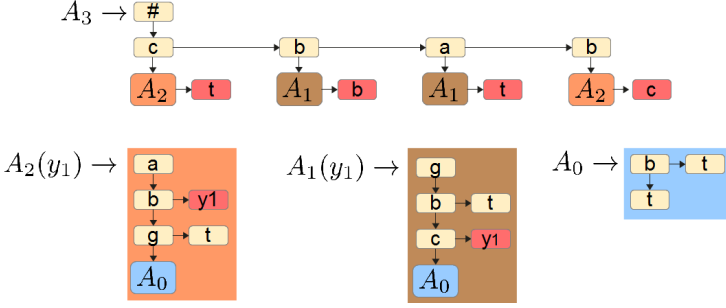 A₃ → #
c b a b
A₂ t A₁ b A₁ t A₂ c
A₂(y₁) → a
b y1
g t
A₀
A₁(y₁) → g
b t
c y1
A₀
A₀ → b t
t